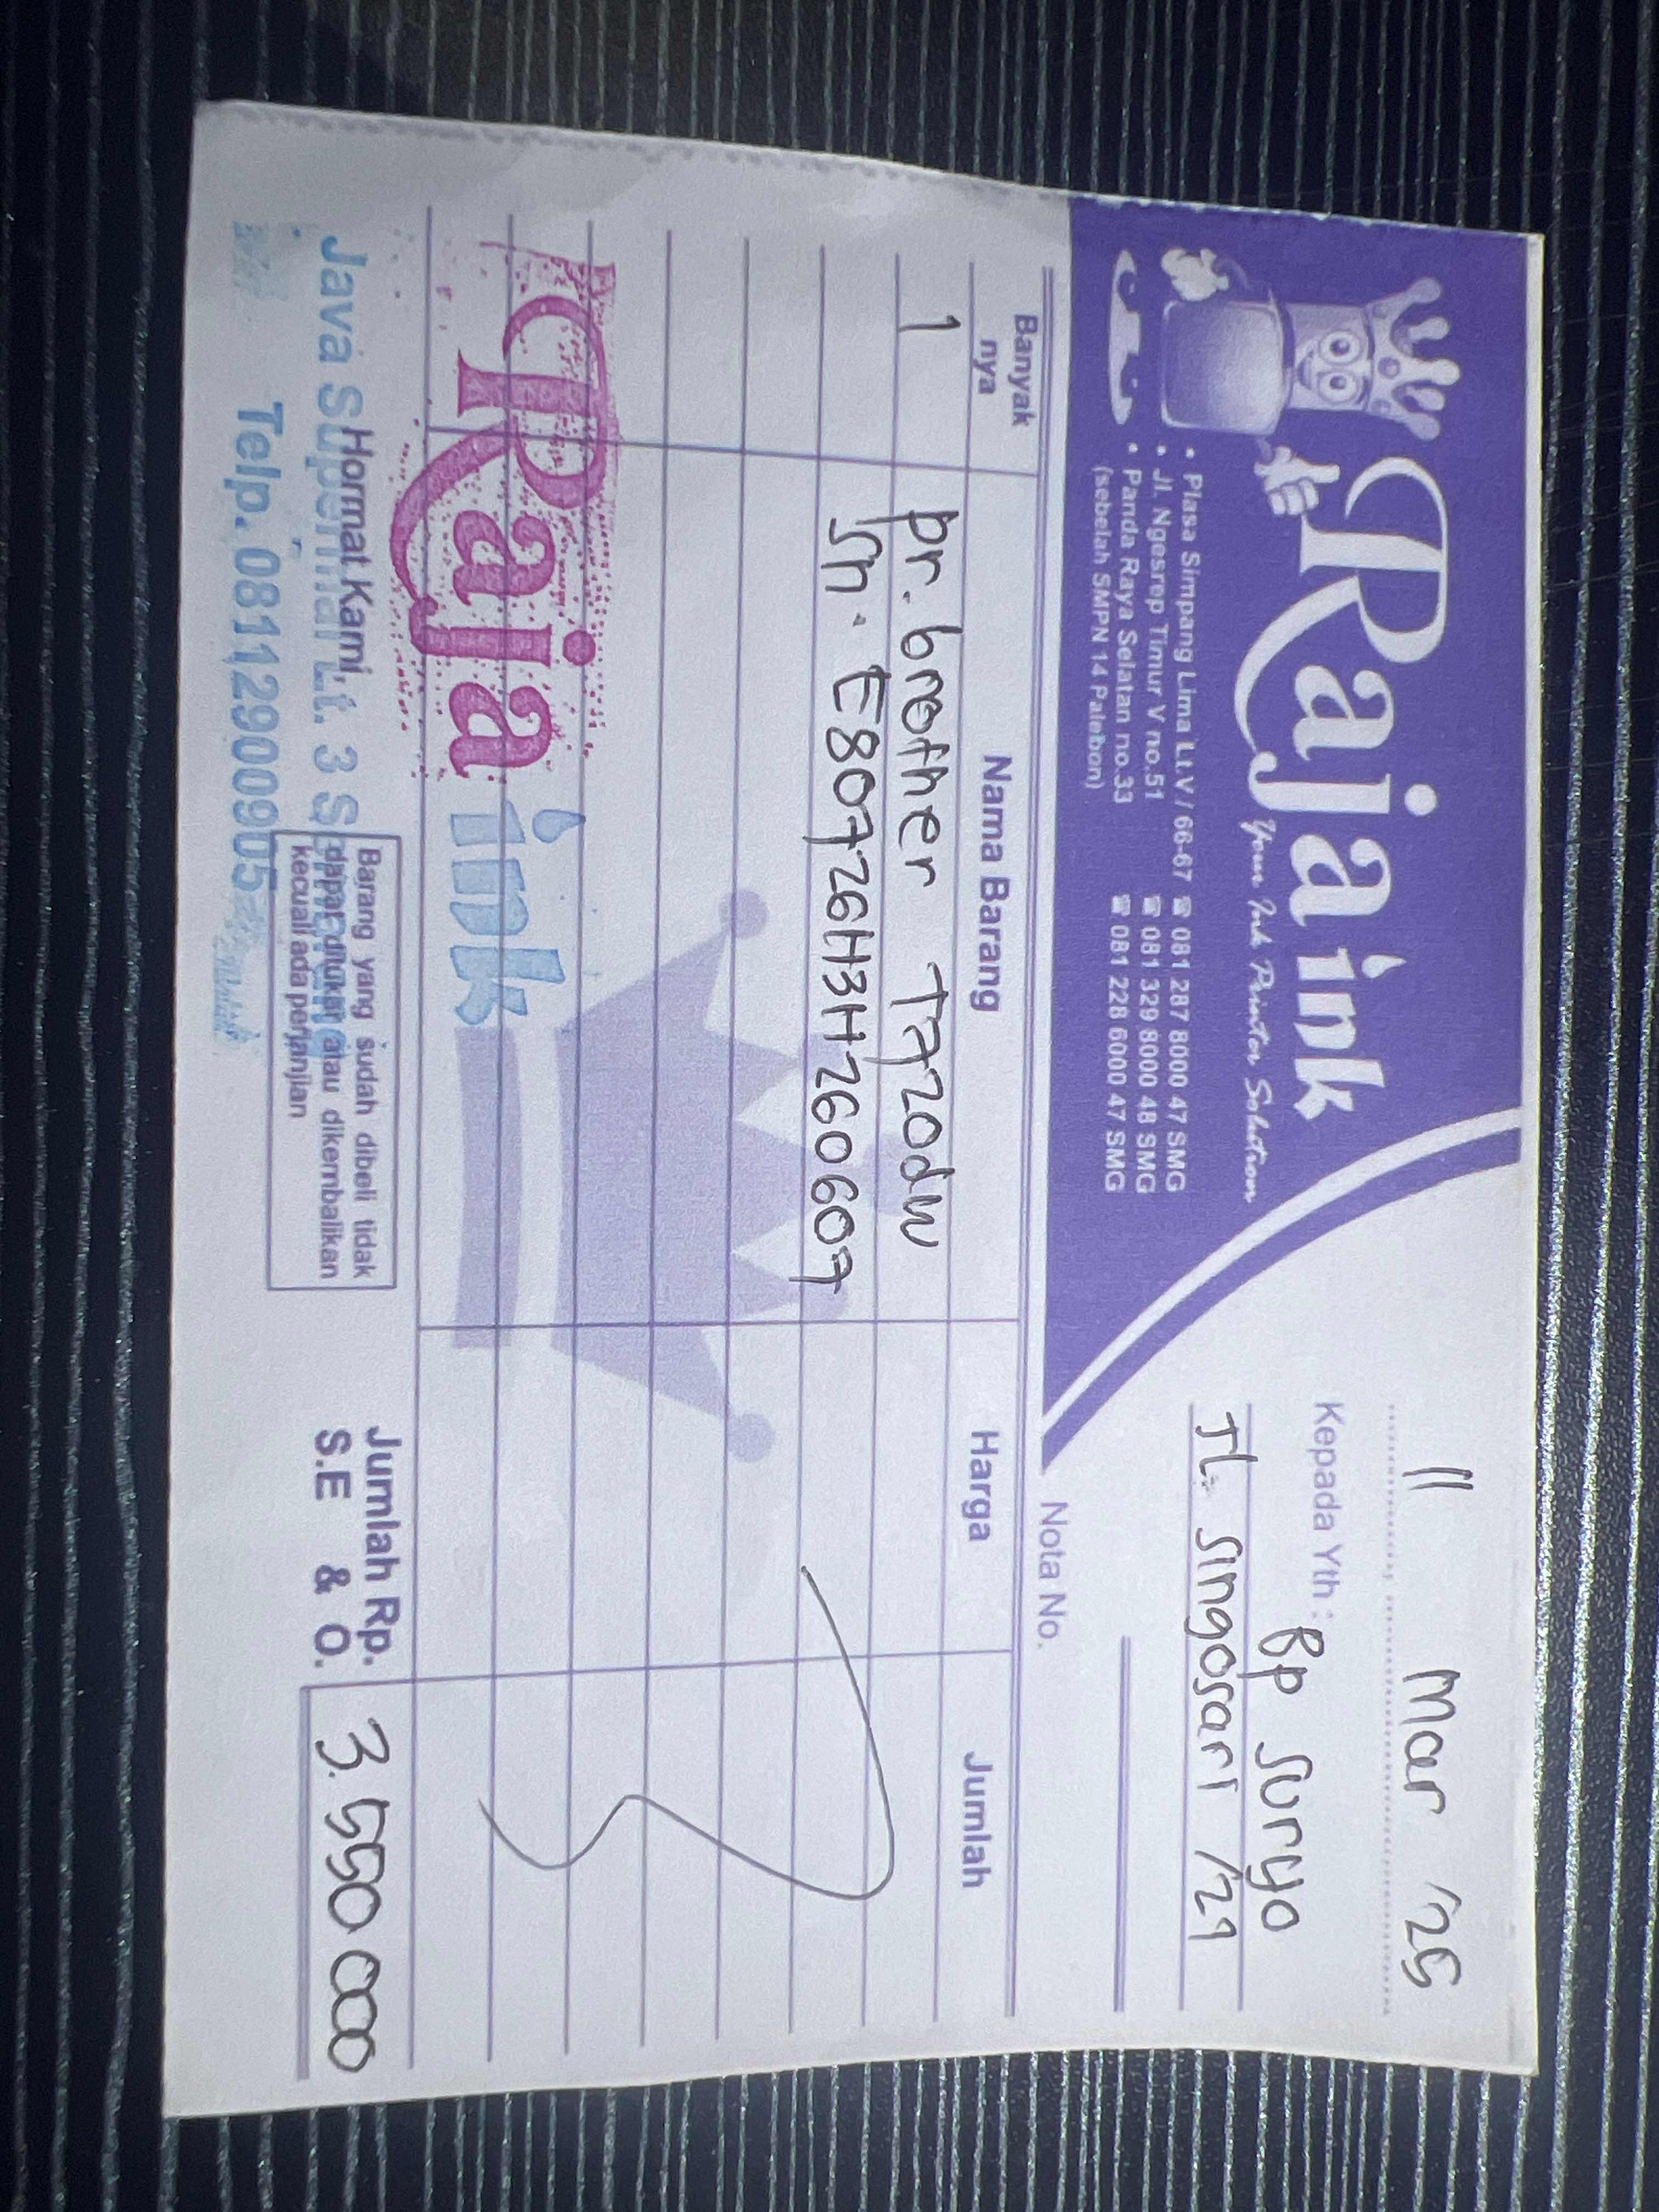 Raja ink
Your Ink Printer Solution
• Plasa Simpang Lima Lt.V / 66-67 ☎ 081 287 8000 47 SMG
• Jl. Ngesrep Timur V no.51 ☎ 081 329 8000 48 SMG
• Panda Raya Selatan no.33 ☎ 081 228 6000 47 SMG
(sebelah SMPN 14 Palebon)
11 Mar '25
Kepada Yth : Bp Suryo
Jl. Singosari /29
Nota No.
Banyak nya Nama Barang Harga Jumlah
1 pr. brother T720dw
Sn. E80726H3H260609
Raja ink
Hormat Kami,
Java Supermall Lt. 3 Semarang
Telp. 08112900905
Barang yang sudah dibeli tidak
dapat ditukar atau dikembalikan
kecuali ada perjanjian
Jumlah Rp. 3.550.000
S.E & O.